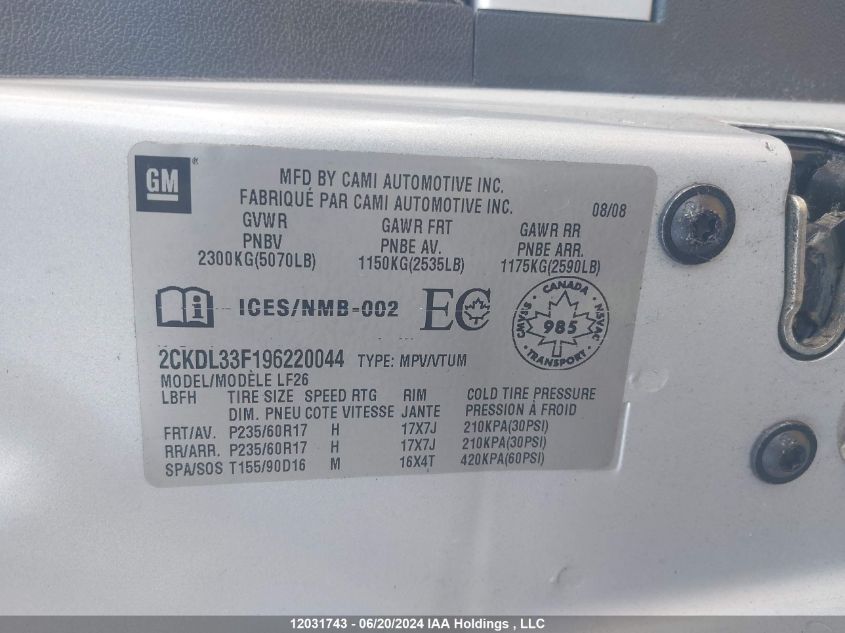 GM ®
MFD BY CAMI AUTOMOTIVE INC.
FABRIQUÉ PAR CAMI AUTOMOTIVE INC.
08/08
GVWR GAWR FRT GAWR RR
PNBV PNBE AV. PNBE ARR.
2300KG(5070LB) 1150KG(2535LB) 1175KG(2590LB)
i ICES/NMB-002 EC
CANADA
CMVSS 985 NSVAC
TRANSPORT
2CKDL33F196220044 TYPE: MPV/VTUM
MODEL/MODÈLE LF26
LBFH TIRE SIZE SPEED RTG RIM COLD TIRE PRESSURE
DIM. PNEU COTE VITESSE JANTE PRESSION À FROID
FRT/AV. P235/60R17 H 17X7J 210KPA(30PSI)
RR/ARR. P235/60R17 H 17X7J 210KPA(30PSI)
SPA/SOS T155/90D16 M 16X4T 420KPA(60PSI)
12031743 - 06/20/2024 IAA Holdings , LLC